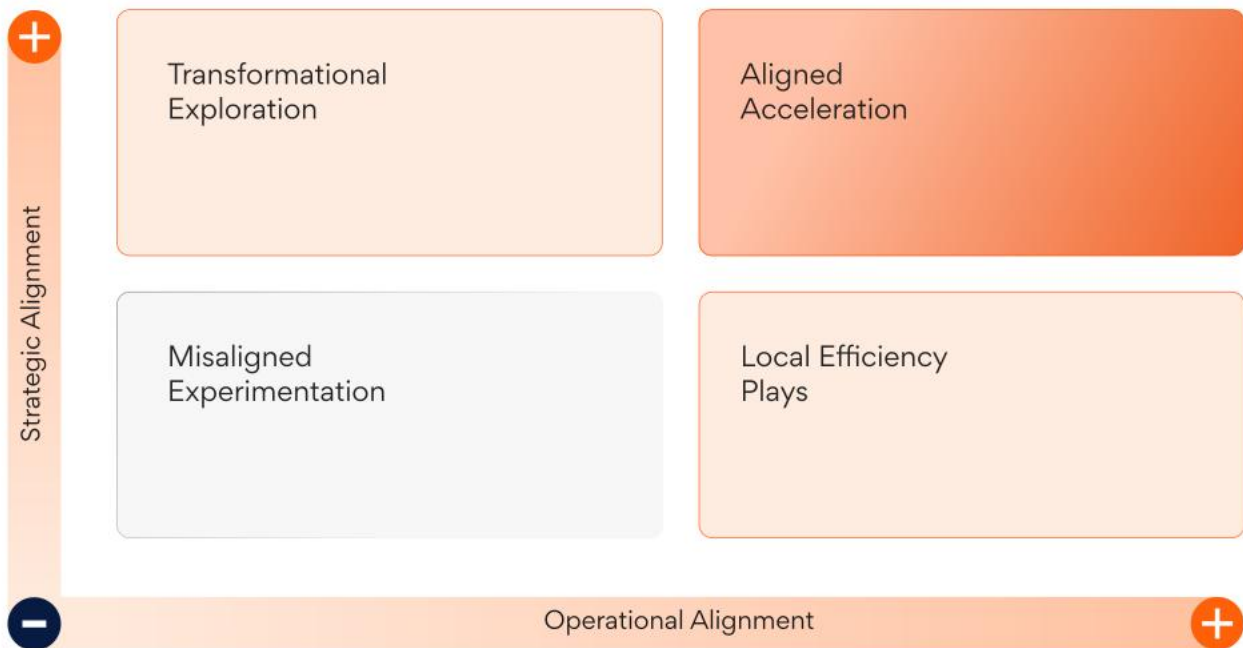 +
Transformational
Exploration
Aligned
Acceleration
Strategic Alignment
Misaligned
Experimentation
Local Efficiency
Plays
-
Operational Alignment
+